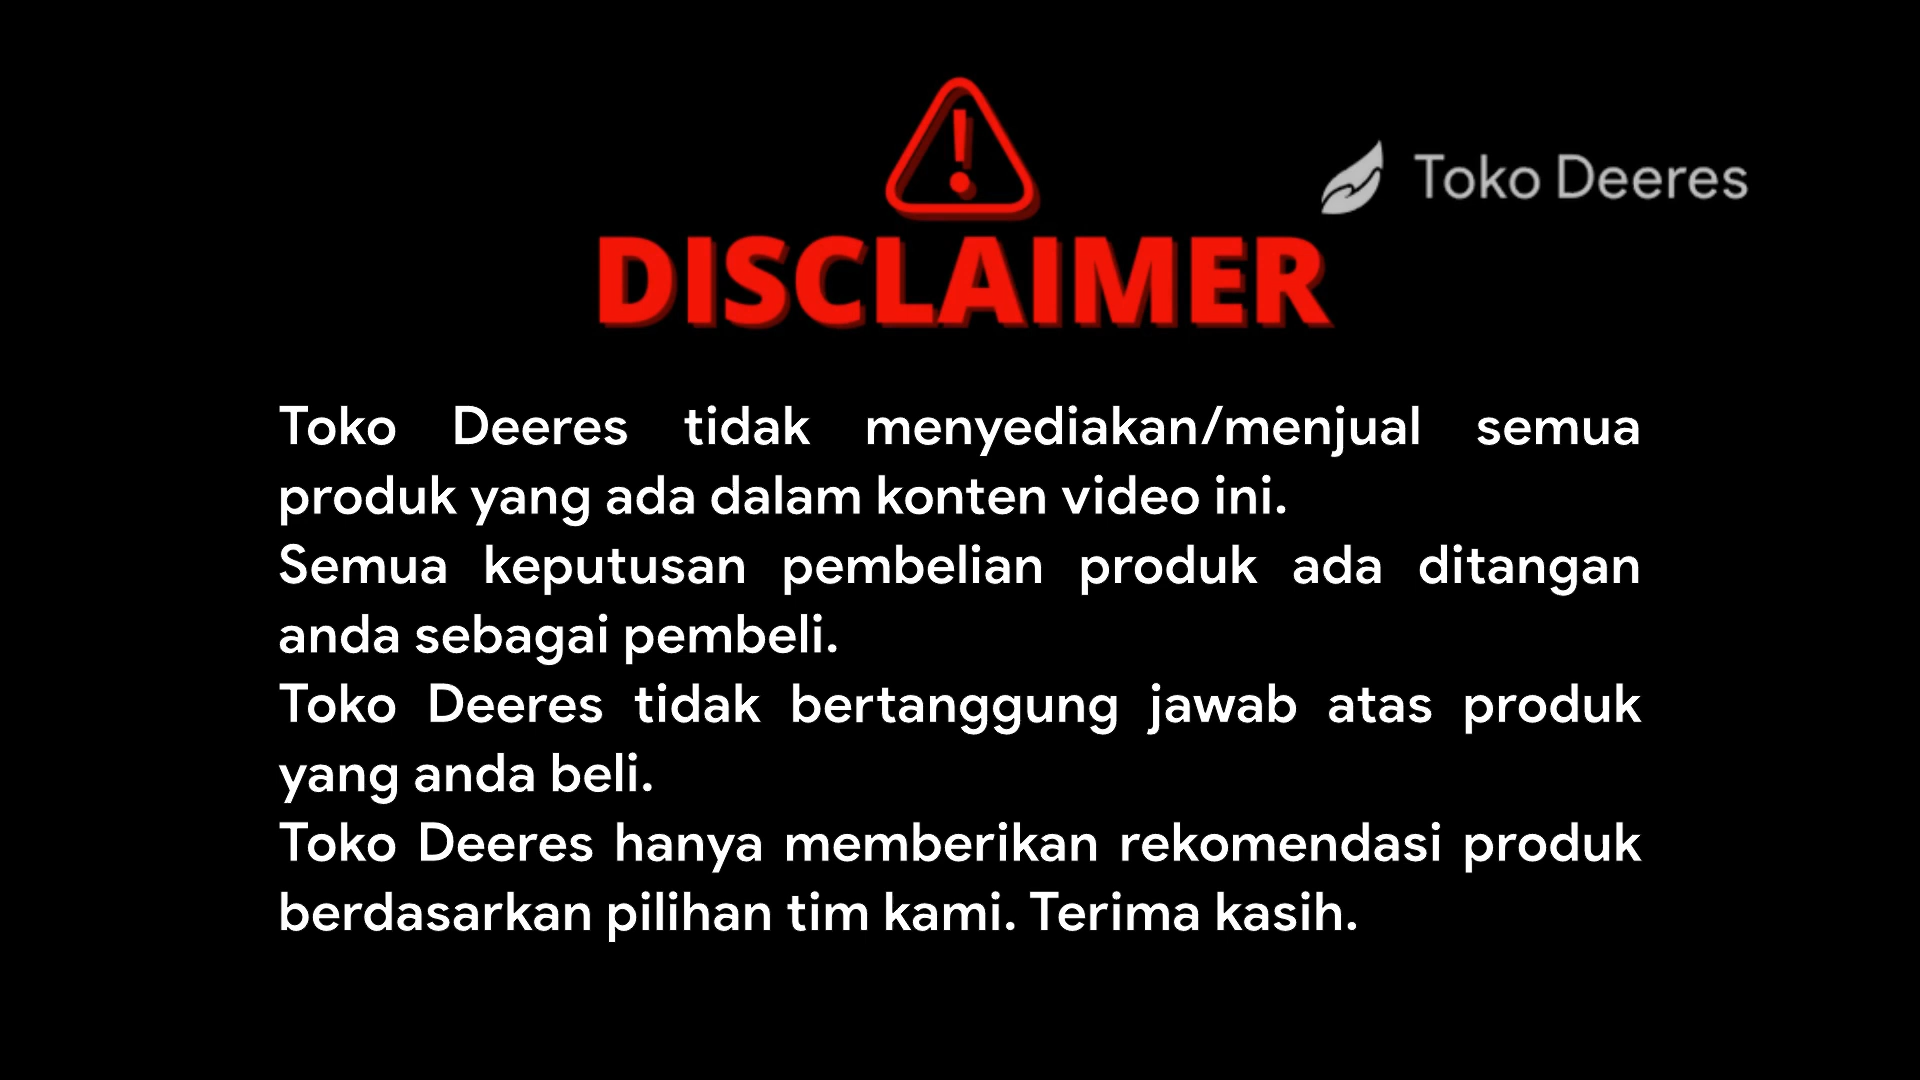 Toko Deeres
DISCLAIMER
Toko Deeres tidak menyediakan/menjual semua
produk yang ada dalam konten video ini.
Semua keputusan pembelian produk ada ditangan
anda sebagai pembeli.
Toko Deeres tidak bertanggung jawab atas produk
yang anda beli.
Toko Deeres hanya memberikan rekomendasi produk
berdasarkan pilihan tim kami. Terima kasih.